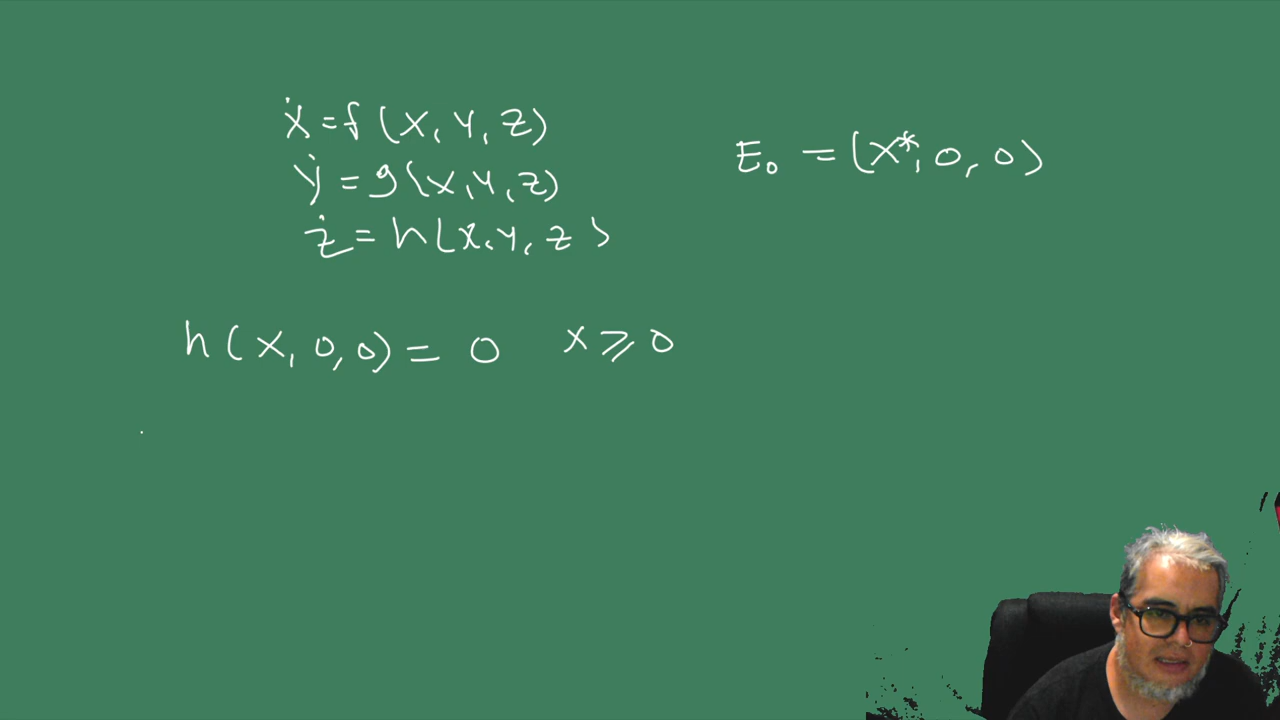 Ẋ = f(X, Y, Z)
Ẏ = g(X, Y, Z)
Ż = h(X, Y, Z)
E₀ = (X*, 0, 0)
h(X, 0, 0) = 0 x ⩾ 0